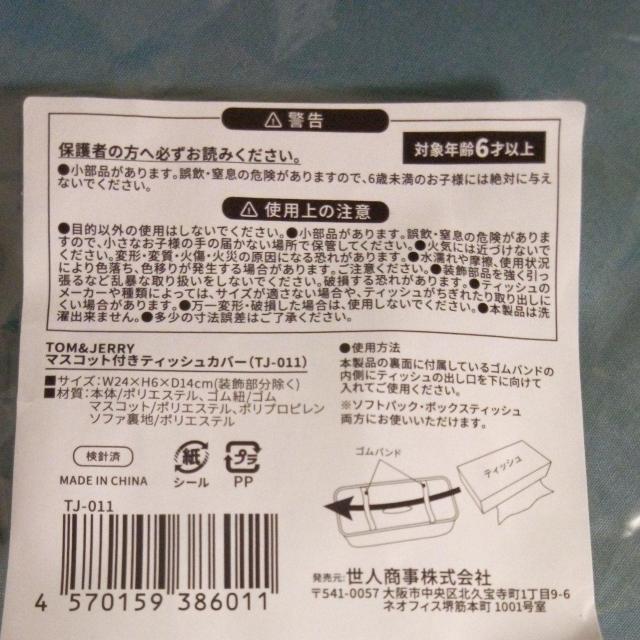 ⚠警告
保護者の方へ必ずお読みください。
対象年齢6才以上
●小部品があります。誤飲・窒息の危険がありますので、6歳未満のお子様には絶対に与え
ないでください。
⚠使用上の注意
●目的以外の使用はしないでください。●小部品があります。誤飲・窒息の危険がありま
すので、小さなお子様の手の届かない場所で保管してください。●火気には近づけないで
ください。変形・変質・火傷・火災の原因になる恐れがあります。●水濡れや摩擦、使用状況
により色落ち、色移りが発生する場合があります。ご注意ください。●装飾部品を強く引っ
張るなど乱暴な取り扱いをしないでください。破損する恐れがあります。●ティッシュの
メーカーや種類によっては、サイズが適さない場合や、ティッシュがちぎれたり取り出しに
くい場合があります。●万一変形・破損した場合は、使用しないでください。●本製品は洗
濯出来ません。●多少の寸法誤差はご了承ください。
TOM&JERRY
マスコット付きティッシュカバー(TJ-011)
■サイズ:W24×H6×D14cm(装飾部分除く)
■材質:本体/ポリエステル、ゴム紐/ゴム
マスコット/ポリエステル、ポリプロピレン
ソファ裏地/ポリエステル
●使用方法
本製品の裏面に付属しているゴムバンドの
内側にティッシュの出し口を下に向けて
入れてご使用ください。
※ソフトパック・ボックスティッシュ
両方にお使いいただけます。
検針済
MADE IN CHINA
紙
シール
プラ
PP
ゴムバンド
ティッシュ
TJ-011
4 570159 386011
発売元:世人商事株式会社
〒541-0057 大阪市中央区北久宝寺町1丁目9-6
ネオフィス堺筋本町 1001号室